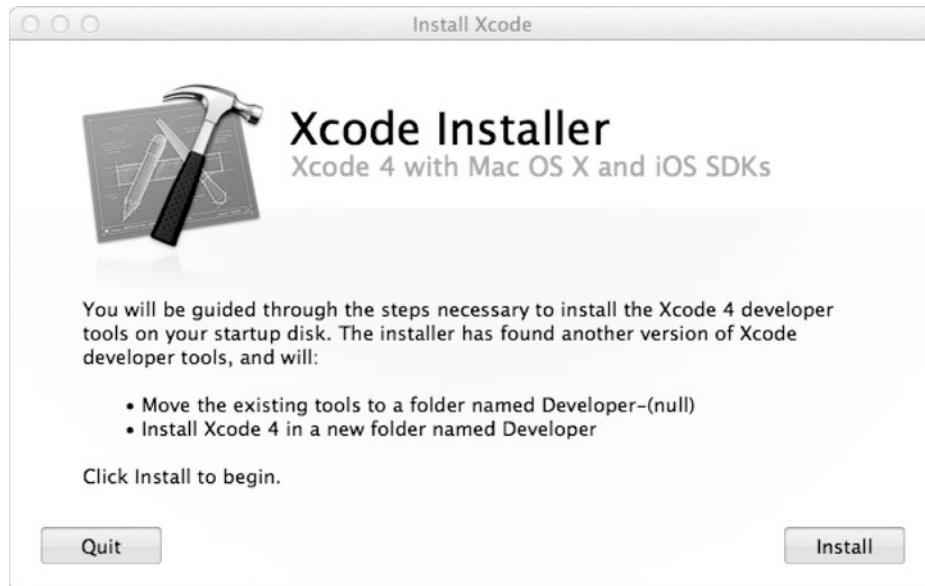 Install Xcode
Xcode Installer
Xcode 4 with Mac OS X and iOS SDKs
You will be guided through the steps necessary to install the Xcode 4 developer
tools on your startup disk. The installer has found another version of Xcode
developer tools, and will:
• Move the existing tools to a folder named Developer-(null)
• Install Xcode 4 in a new folder named Developer
Click Install to begin.
Quit
Install